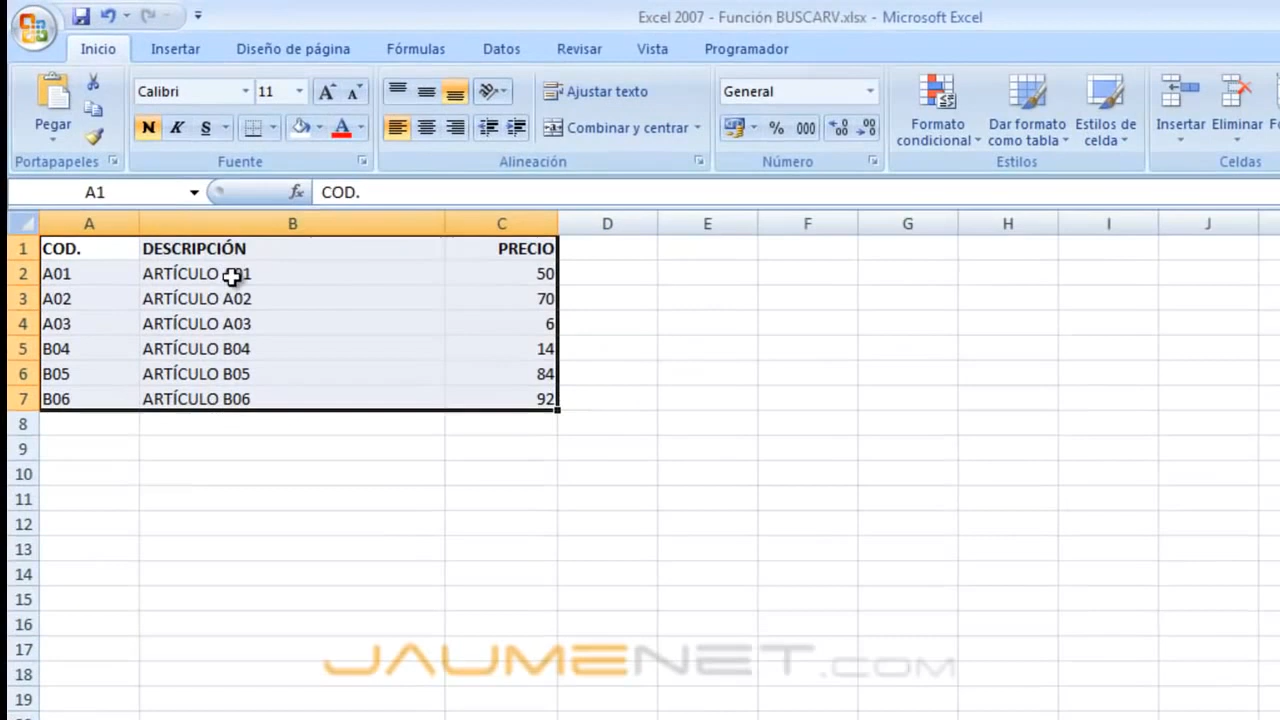 Excel 2007 - Función BUSCARV.xlsx - Microsoft Excel
Inicio Insertar Diseño de página Fórmulas Datos Revisar Vista Programador
Calibri 11 Ajustar texto General
Pegar N K S A Combinar y centrar % 000 Formato condicional Dar formato como tabla Estilos de celda Insertar Eliminar
Portapapeles Fuente Alineación Número Estilos Celdas
A1 fx COD.
A B C D E F G H I J
1 COD. DESCRIPCIÓN PRECIO
2 A01 ARTÍCULO 50
3 A02 ARTÍCULO A02 70
4 A03 ARTÍCULO A03 6
5 B04 ARTÍCULO B04 14
6 B05 ARTÍCULO B05 84
7 B06 ARTÍCULO B06 92
8
9
10
11
12
13
14
15
16
17
18
19
JAUMENET.com